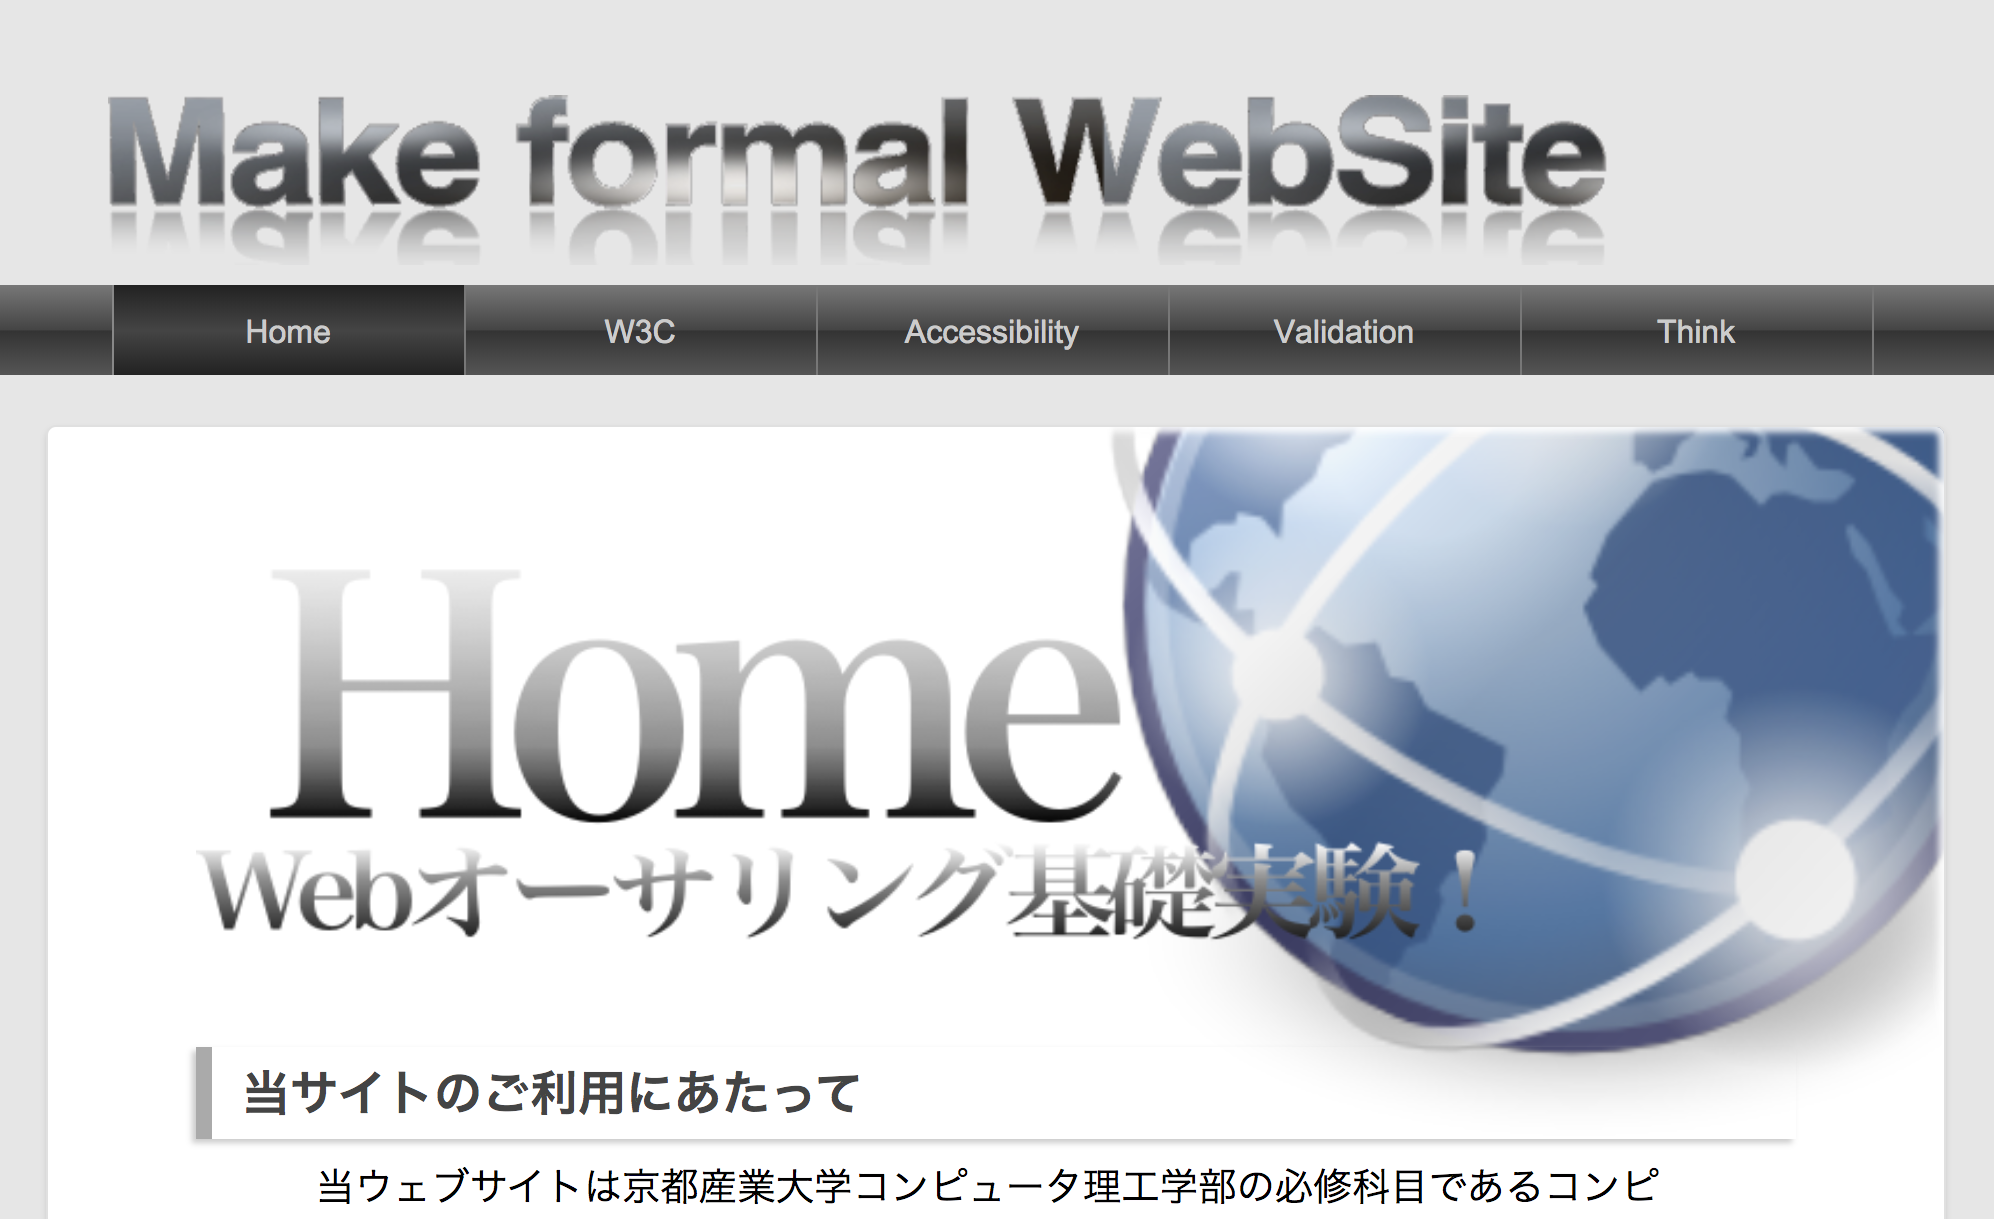 Make formal WebSite
Home W3C Accessibility Validation Think
Home
Webオーサリング基礎実験！
当サイトのご利用にあたって
当ウェブサイトは京都産業大学コンピュータ理工学部の必修科目であるコンピ